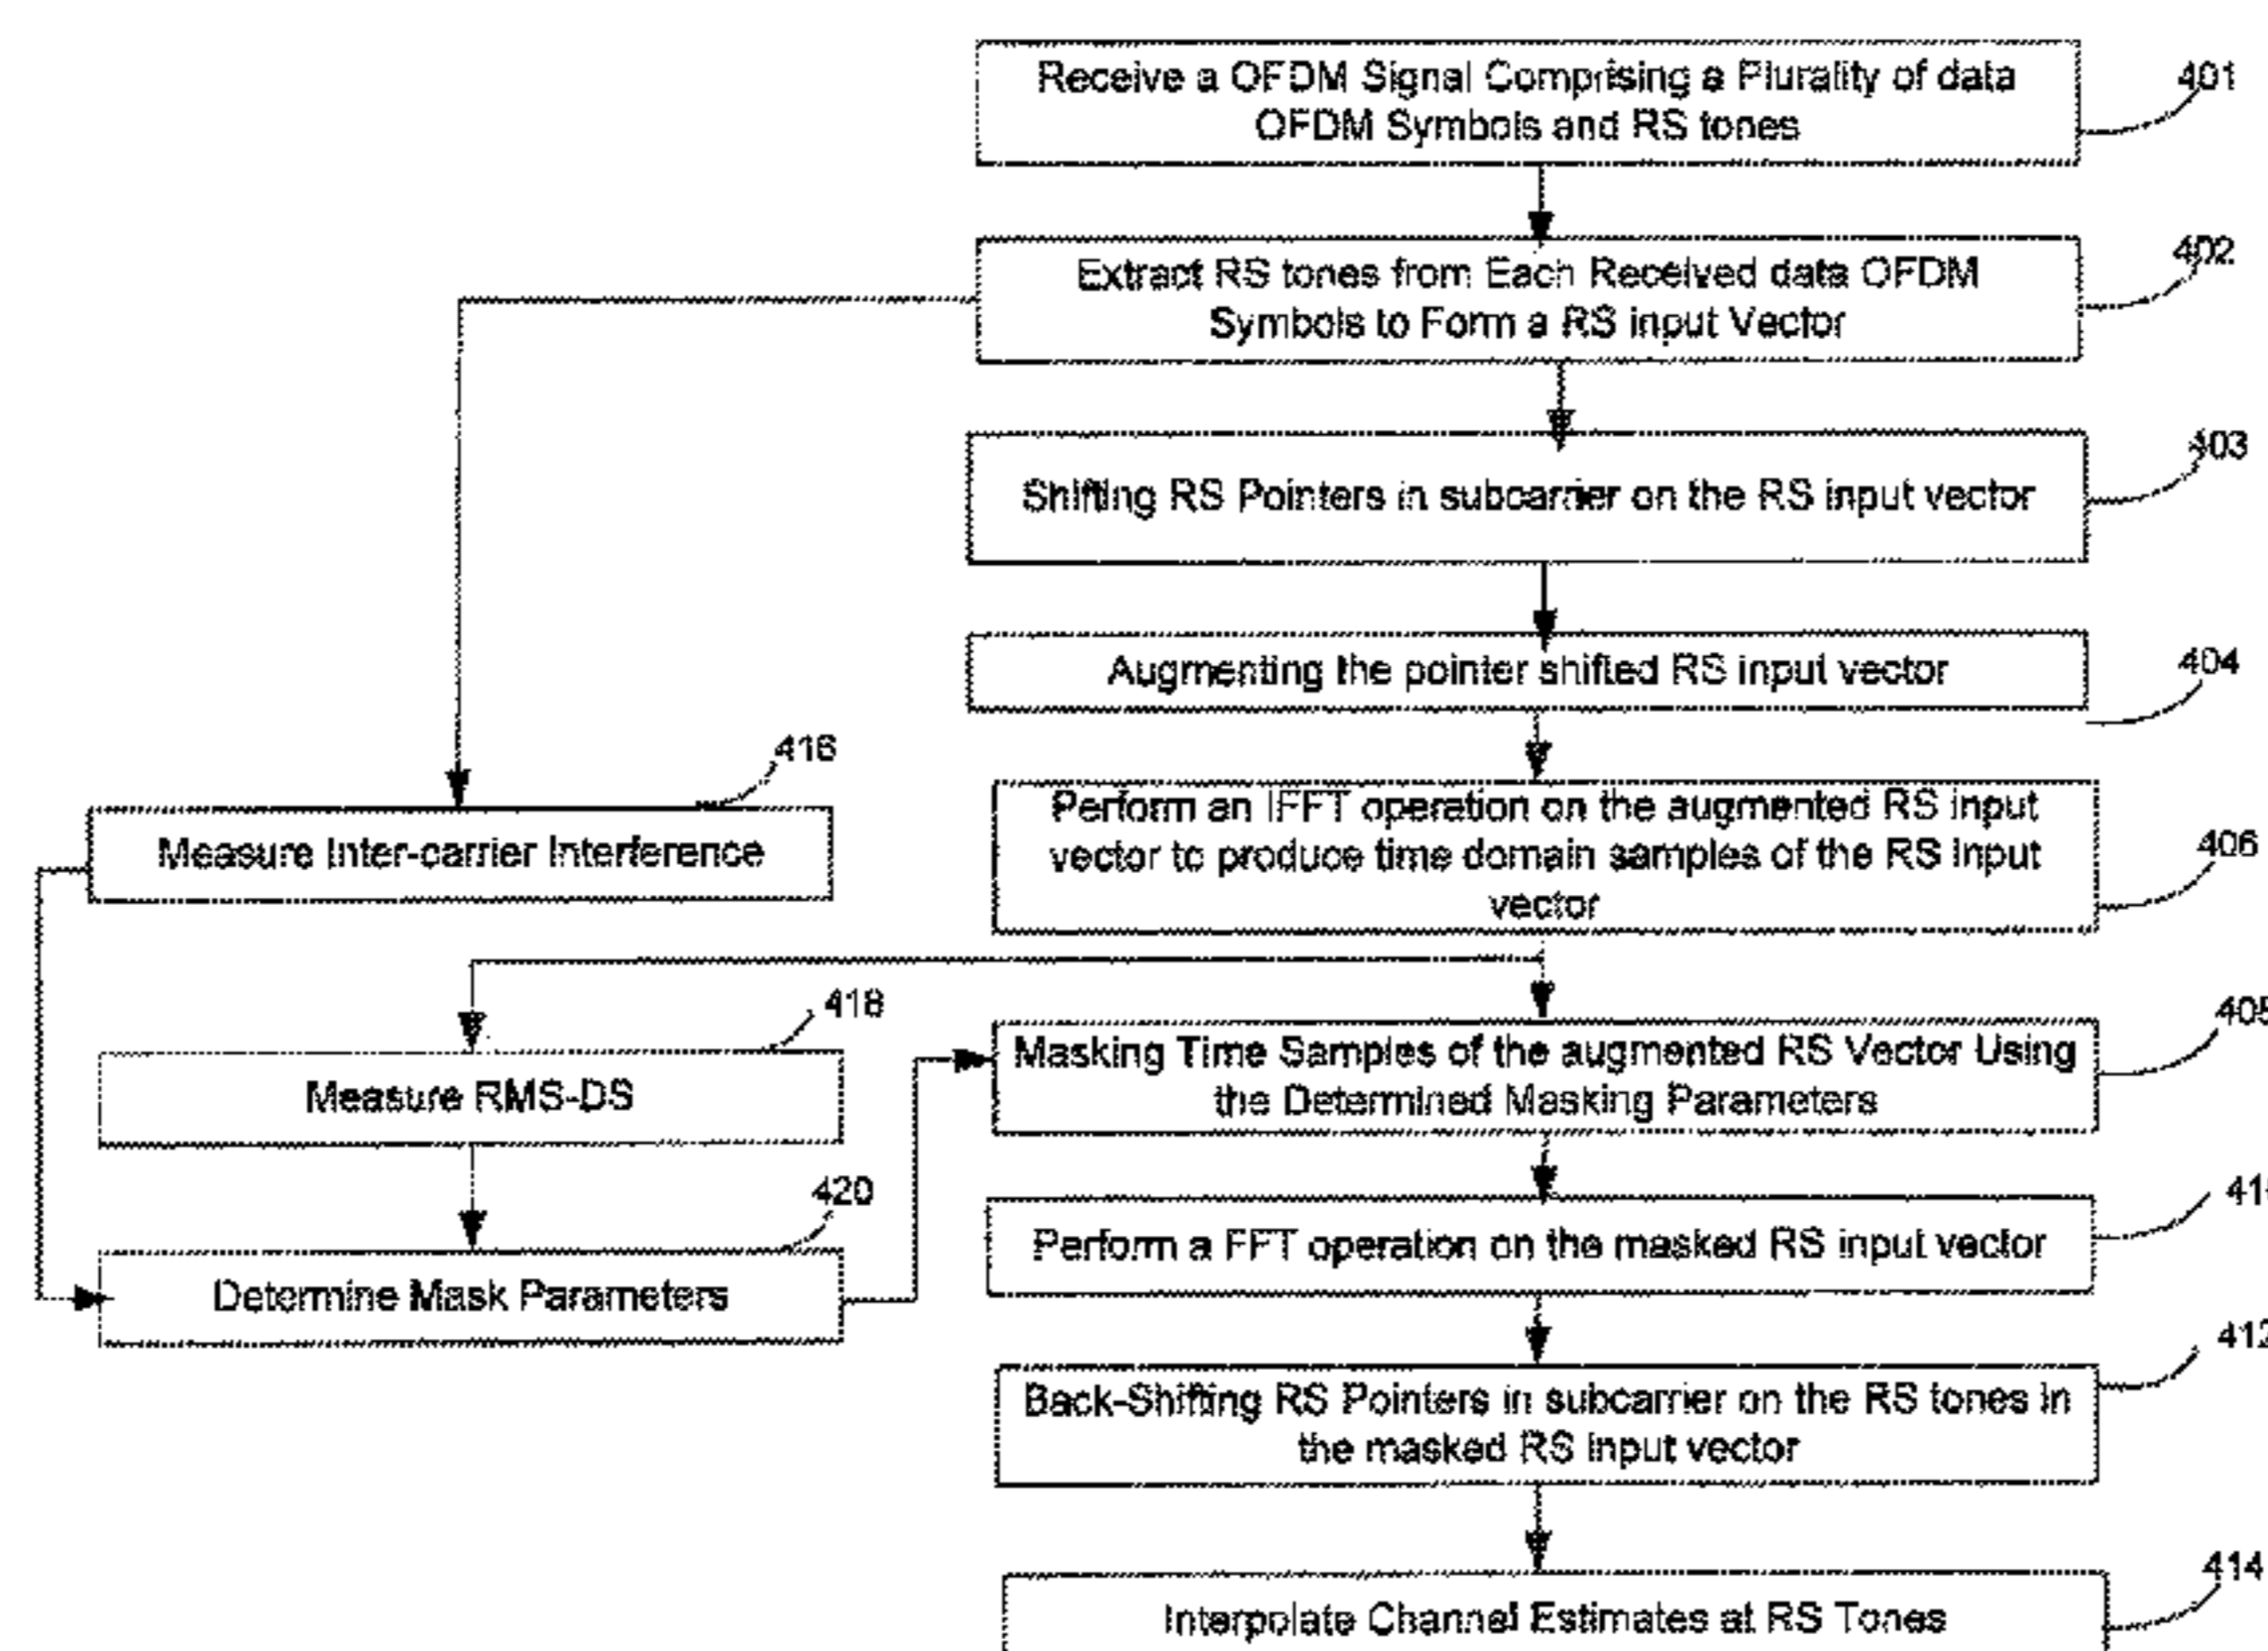 Receive a OFDM Signal Comprising a Plurality of data
OFDM Symbols and RS tones
401
Extract RS tones from Each Received data OFDM
Symbols to Form a RS input Vector
402
Shifting RS Pointers in subcarrier on the RS input vector
403
Augmenting the pointer shifted RS input vector
404
Perform an IFFT operation on the augmented RS input
vector to produce time domain samples of the RS input
vector
406
416
Measure Inter-carrier Interference
418
Measure RMS-DS
420
Determine Mask Parameters
Masking Time Samples of the augmented RS Vector Using
the Determined Masking Parameters
Perform a FFT operation on the masked RS input vector
Back-Shifting RS Pointers in subcarrier on the RS tones in
the masked RS input vector
412
Interpolate Channel Estimates at RS Tones
414